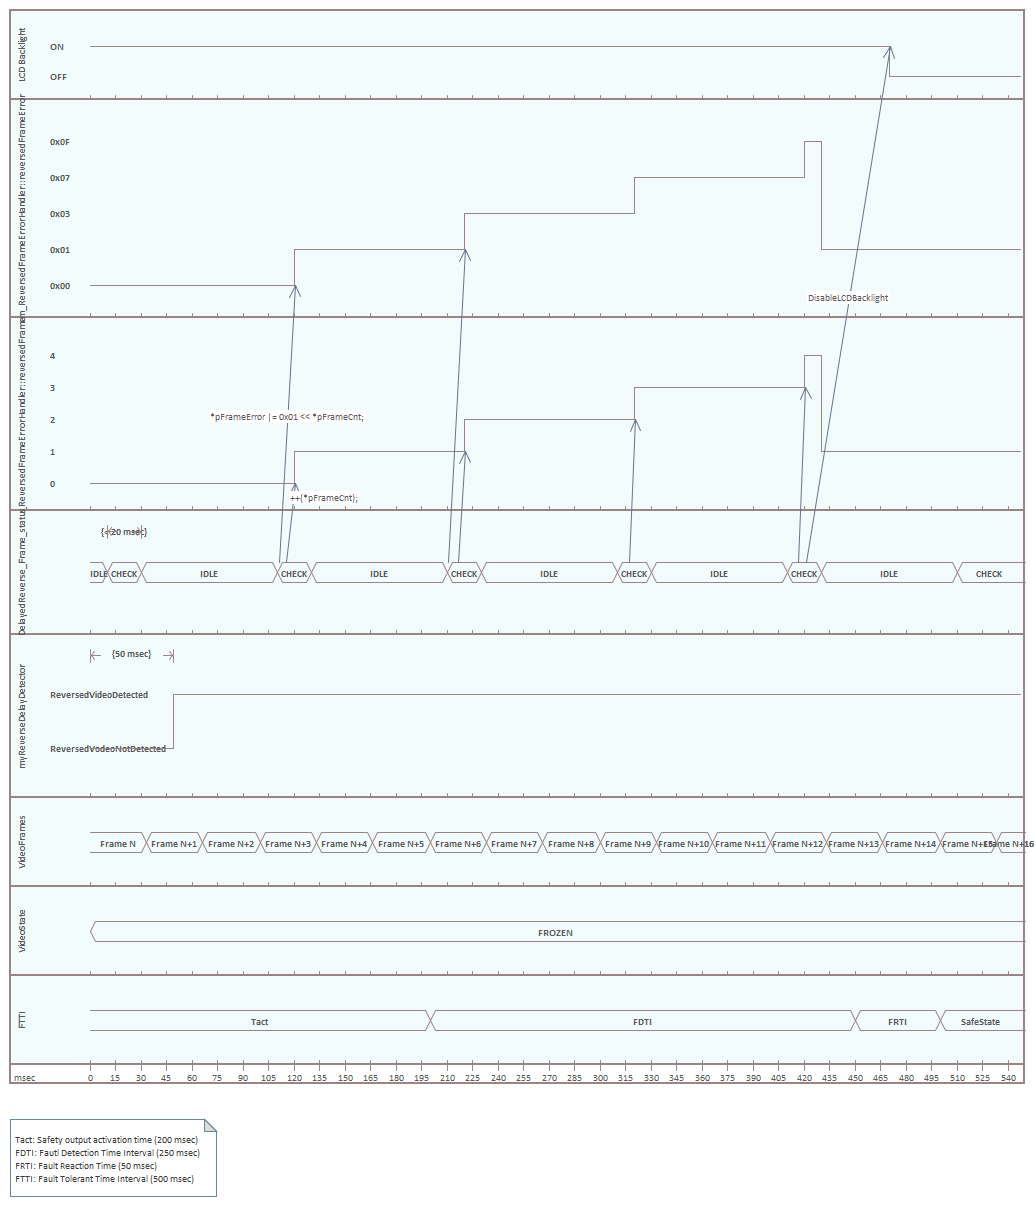 LCD Backlight
ON
OFF
m_ReversedFrameErrorHandler::reversedFrameError
0x0F
0x07
0x03
0x01
0x00
DisableLCDBacklight
_ReversedFrameErrorHandler::reversedFrame
4
3
2
1
0
*pFrameError |= 0x01 << *pFrameCnt;
++(*pFrameCnt);
DelayedReverse_Frame_status
{<20 msec}
IDLE CHECK IDLE CHECK IDLE CHECK IDLE CHECK IDLE CHECK IDLE CHECK
myReverseDelayDetector
{50 msec}
ReversedVideoDetected
ReversedVodeoNotDetected
VideoFrames
Frame N Frame N+1 Frame N+2 Frame N+3 Frame N+4 Frame N+5 Frame N+6 Frame N+7 Frame N+8 Frame N+9 Frame N+10 Frame N+11 Frame N+12 Frame N+13 Frame N+14 Frame N+15 Frame N+16
VideoState
FROZEN
FTTI
Tact FDTI FRTI SafeState
msec 0 15 30 45 60 75 90 105 120 135 150 165 180 195 210 225 240 255 270 285 300 315 330 345 360 375 390 405 420 435 450 465 480 495 510 525 540
Tact: Safety output activation time (200 msec)
FDTI: Fautl Detection Time Interval (250 msec)
FRTI: Fault Reaction Time (50 msec)
FTTI: Fault Tolerant Time Interval (500 msec)